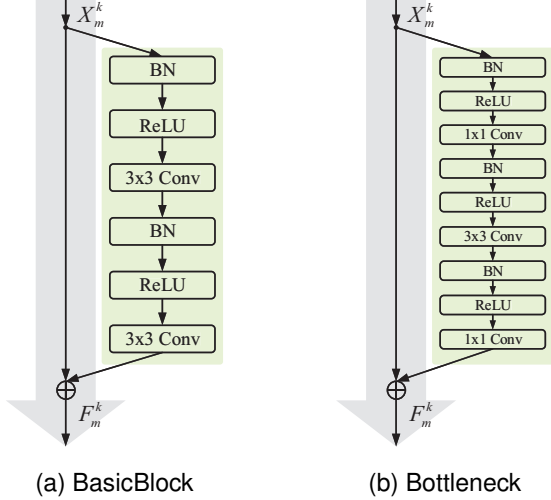 X_m^k
BN
ReLU
3x3 Conv
BN
ReLU
3x3 Conv
F_m^k
(a) BasicBlock
X_m^k
BN
ReLU
1x1 Conv
BN
ReLU
3x3 Conv
BN
ReLU
1x1 Conv
F_m^k
(b) Bottleneck